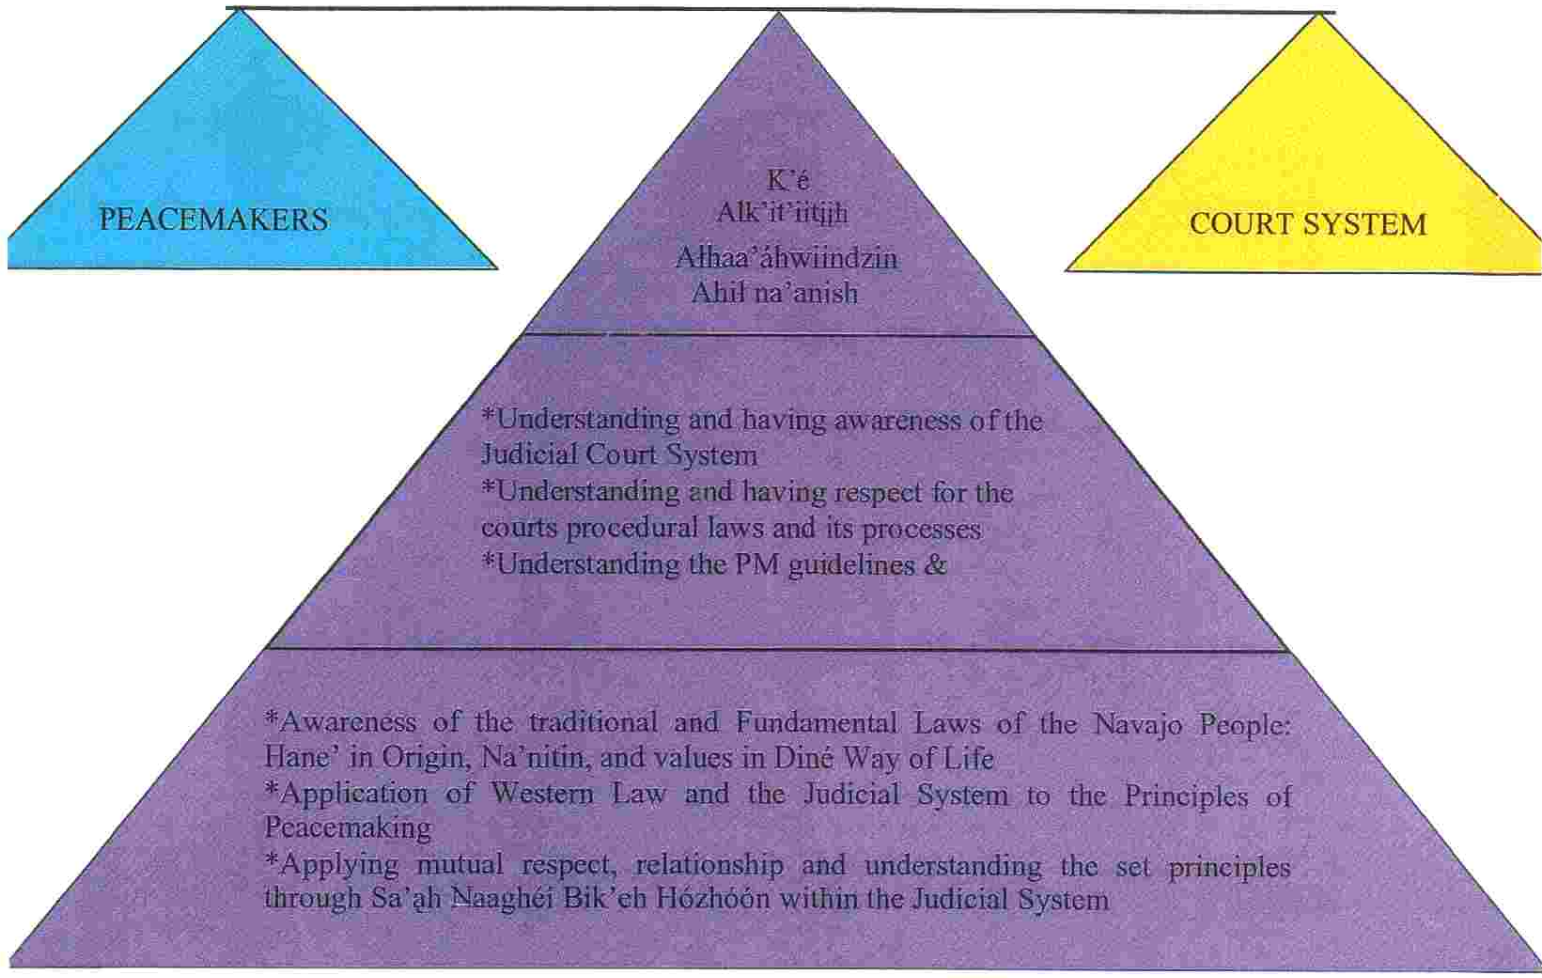 PEACEMAKERS
COURT SYSTEM
K’é
Alk’it’iitįįh
Ałhaa’áhwiindzin
Ahił na’anish
*Understanding and having awareness of the
Judicial Court System
*Understanding and having respect for the
courts procedural laws and its processes
*Understanding the PM guidelines &
*Awareness of the traditional and Fundamental Laws of the Navajo People:
Hane’ in Origin, Na’nitin, and values in Diné Way of Life
*Application of Western Law and the Judicial System to the Principles of
Peacemaking
*Applying mutual respect, relationship and understanding the set principles
through Sa’ąh Naaghéi Bik’eh Hózhóón within the Judicial System